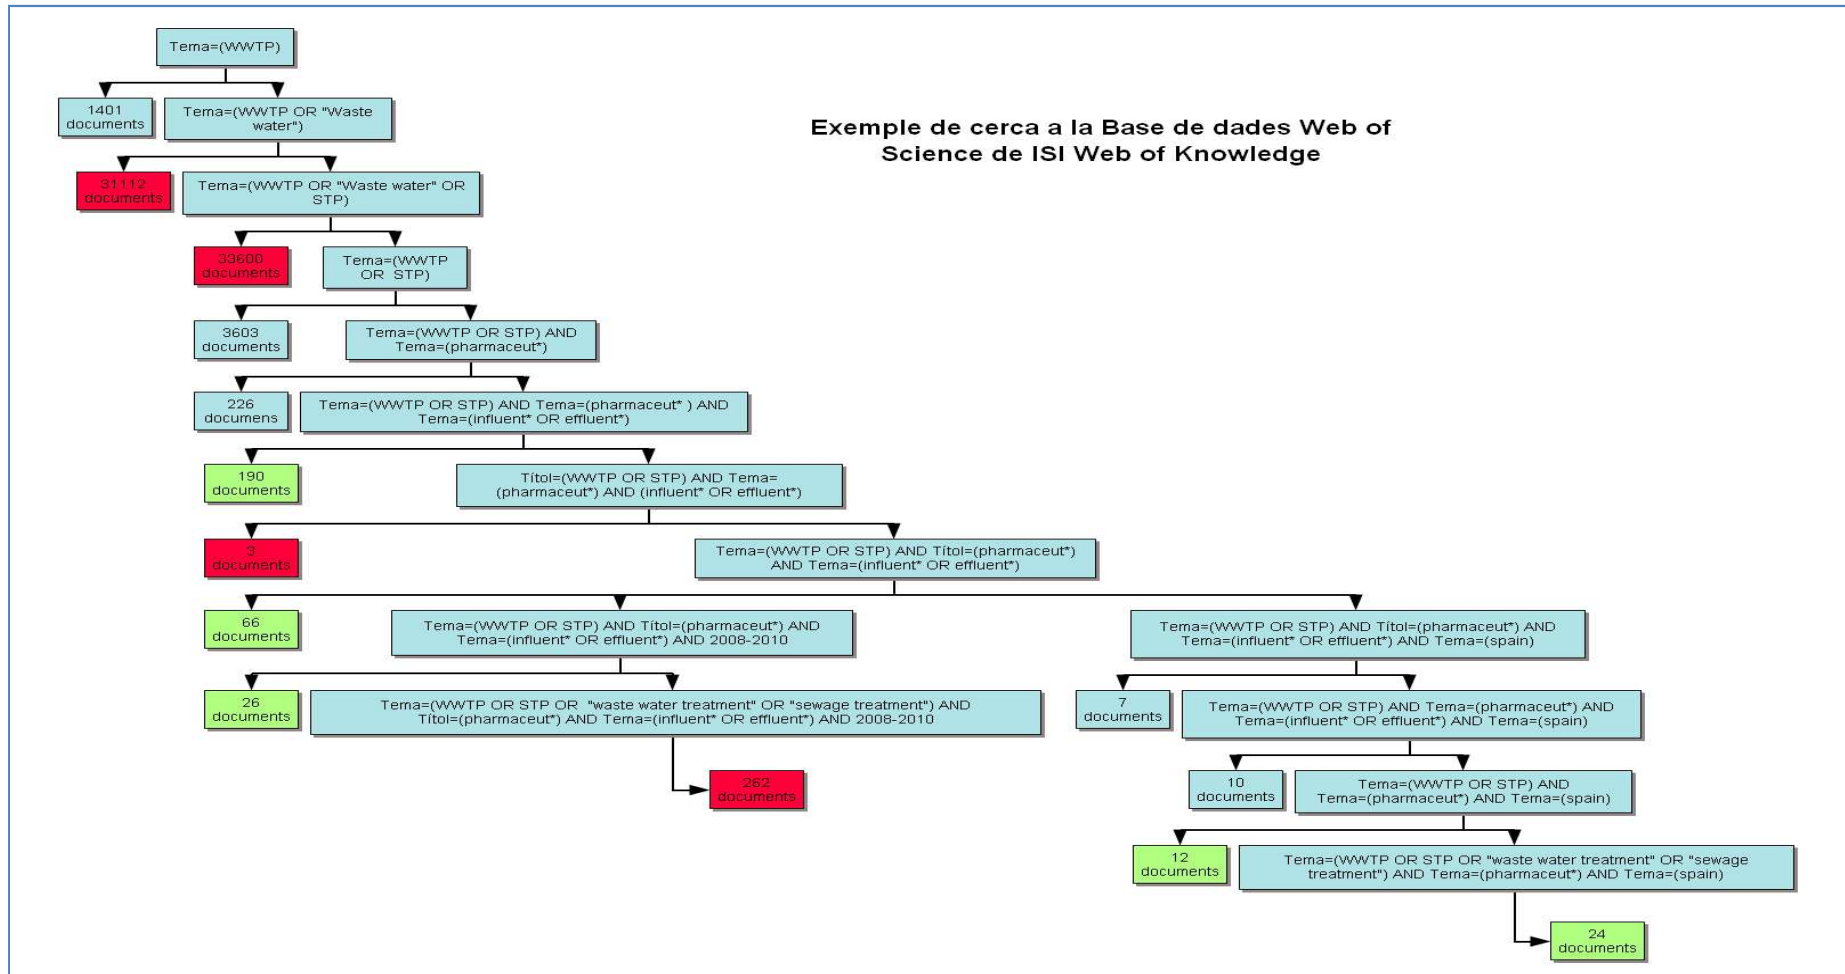 Tema=(WWTP)
1401
documents
Tema=(WWTP OR "Waste
water")
Exemple de cerca a la Base de dades Web of
Science de ISI Web of Knowledge
31112
documents
Tema=(WWTP OR "Waste water" OR
STP)
33600
documents
Tema=(WWTP
OR STP)
3603
documents
Tema=(WWTP OR STP) AND
Tema=(pharmaceut*)
226
documens
Tema=(WWTP OR STP) AND Tema=(pharmaceut* ) AND
Tema=(influent* OR effluent*)
190
documents
Títol=(WWTP OR STP) AND Tema=
(pharmaceut*) AND (influent* OR effluent*)
3
documents
Tema=(WWTP OR STP) AND Títol=(pharmaceut*)
AND Tema=(influent* OR effluent*)
66
documents
Tema=(WWTP OR STP) AND Títol=(pharmaceut*) AND
Tema=(influent* OR effluent*) AND 2008-2010
Tema=(WWTP OR STP) AND Títol=(pharmaceut*) AND
Tema=(influent* OR effluent*) AND Tema=(spain)
26
documents
Tema=(WWTP OR STP OR "waste water treatment" OR "sewage treatment") AND
Títol=(pharmaceut*) AND Tema=(influent* OR effluent*) AND 2008-2010
7
documents
Tema=(WWTP OR STP) AND Tema=(pharmaceut*) AND
Tema=(influent* OR effluent*) AND Tema=(spain)
262
documents
10
documents
Tema=(WWTP OR STP) AND
Tema=(pharmaceut*) AND Tema=(spain)
12
documents
Tema=(WWTP OR STP OR "waste water treatment" OR "sewage
treatment") AND Tema=(pharmaceut*) AND Tema=(spain)
24
documents